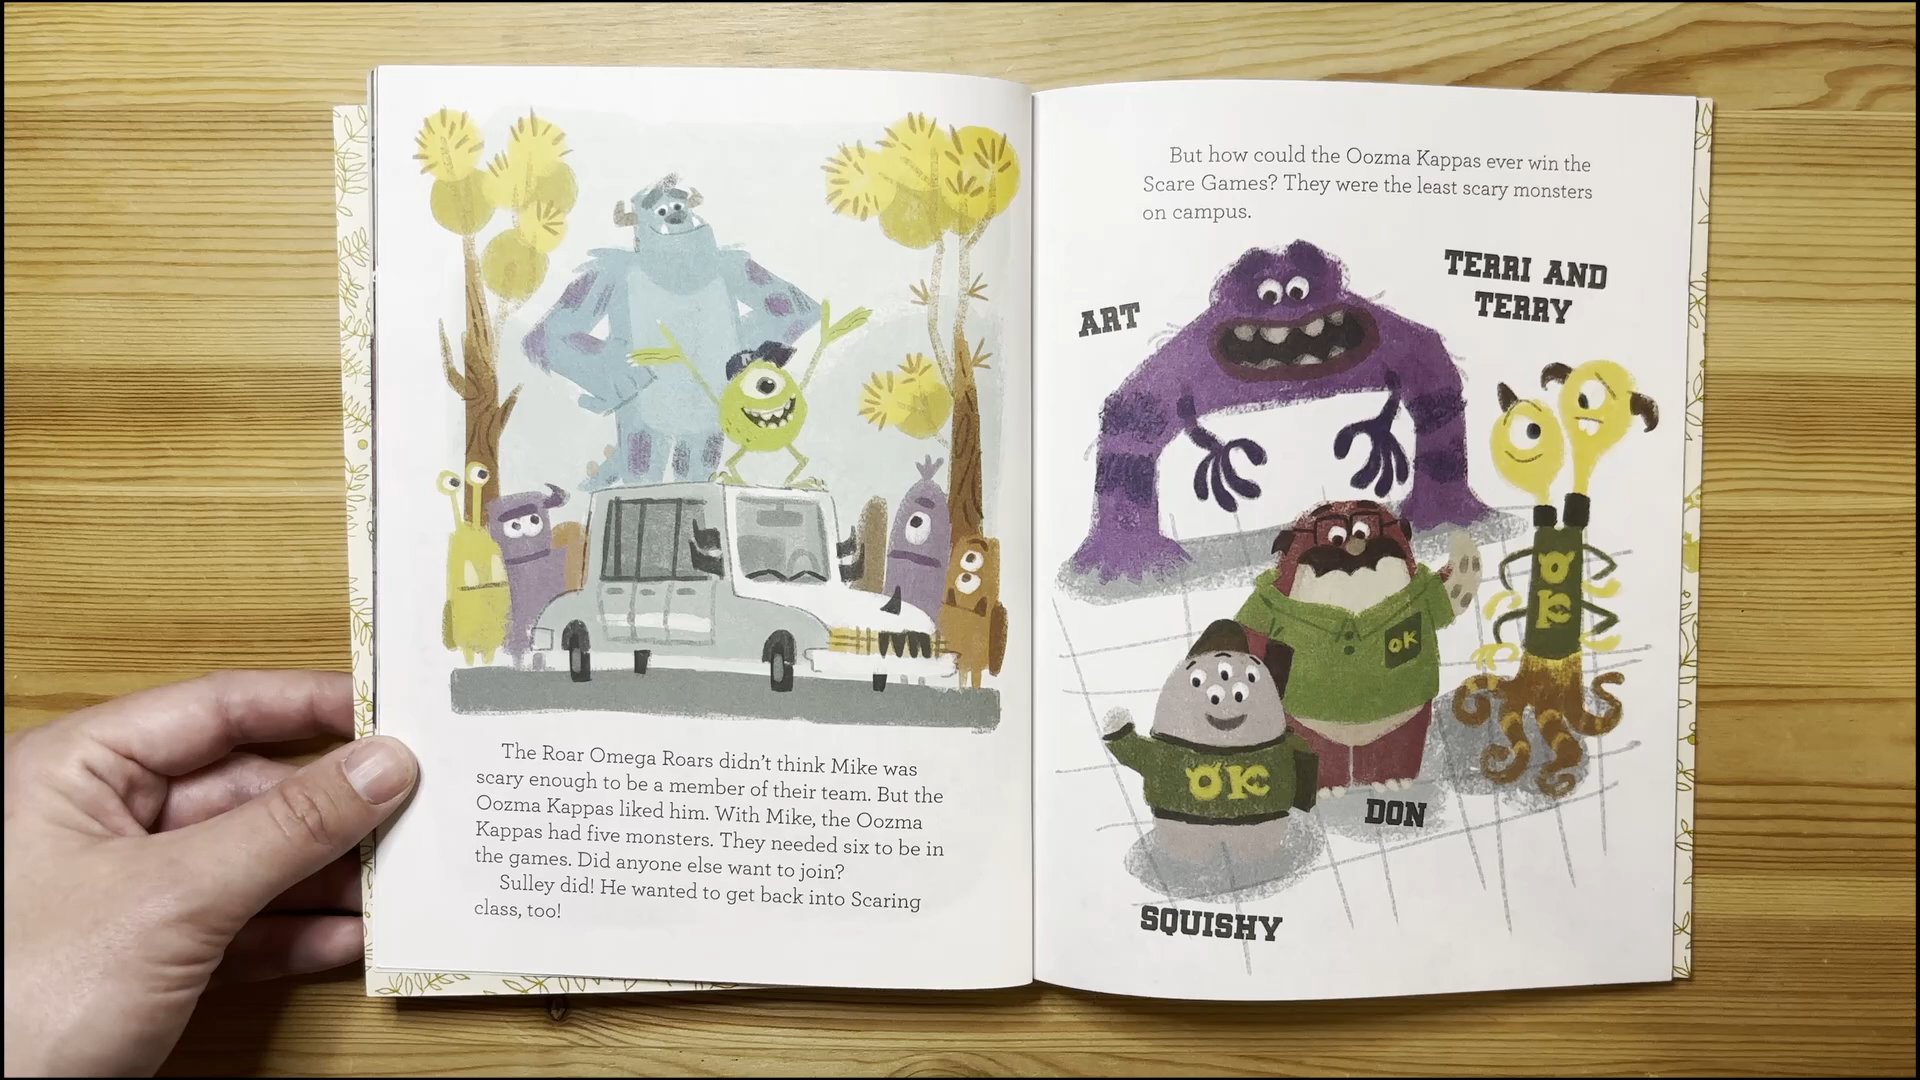 The Roar Omega Roars didn't think Mike was
scary enough to be a member of their team. But the
Oozma Kappas liked him. With Mike, the Oozma
Kappas had five monsters. They needed six to be in
the games. Did anyone else want to join?
Sulley did! He wanted to get back into Scaring
class, too!
But how could the Oozma Kappas ever win the
Scare Games? They were the least scary monsters
on campus.
ART
TERRI AND
TERRY
OK
OK
OK
DON
SQUISHY